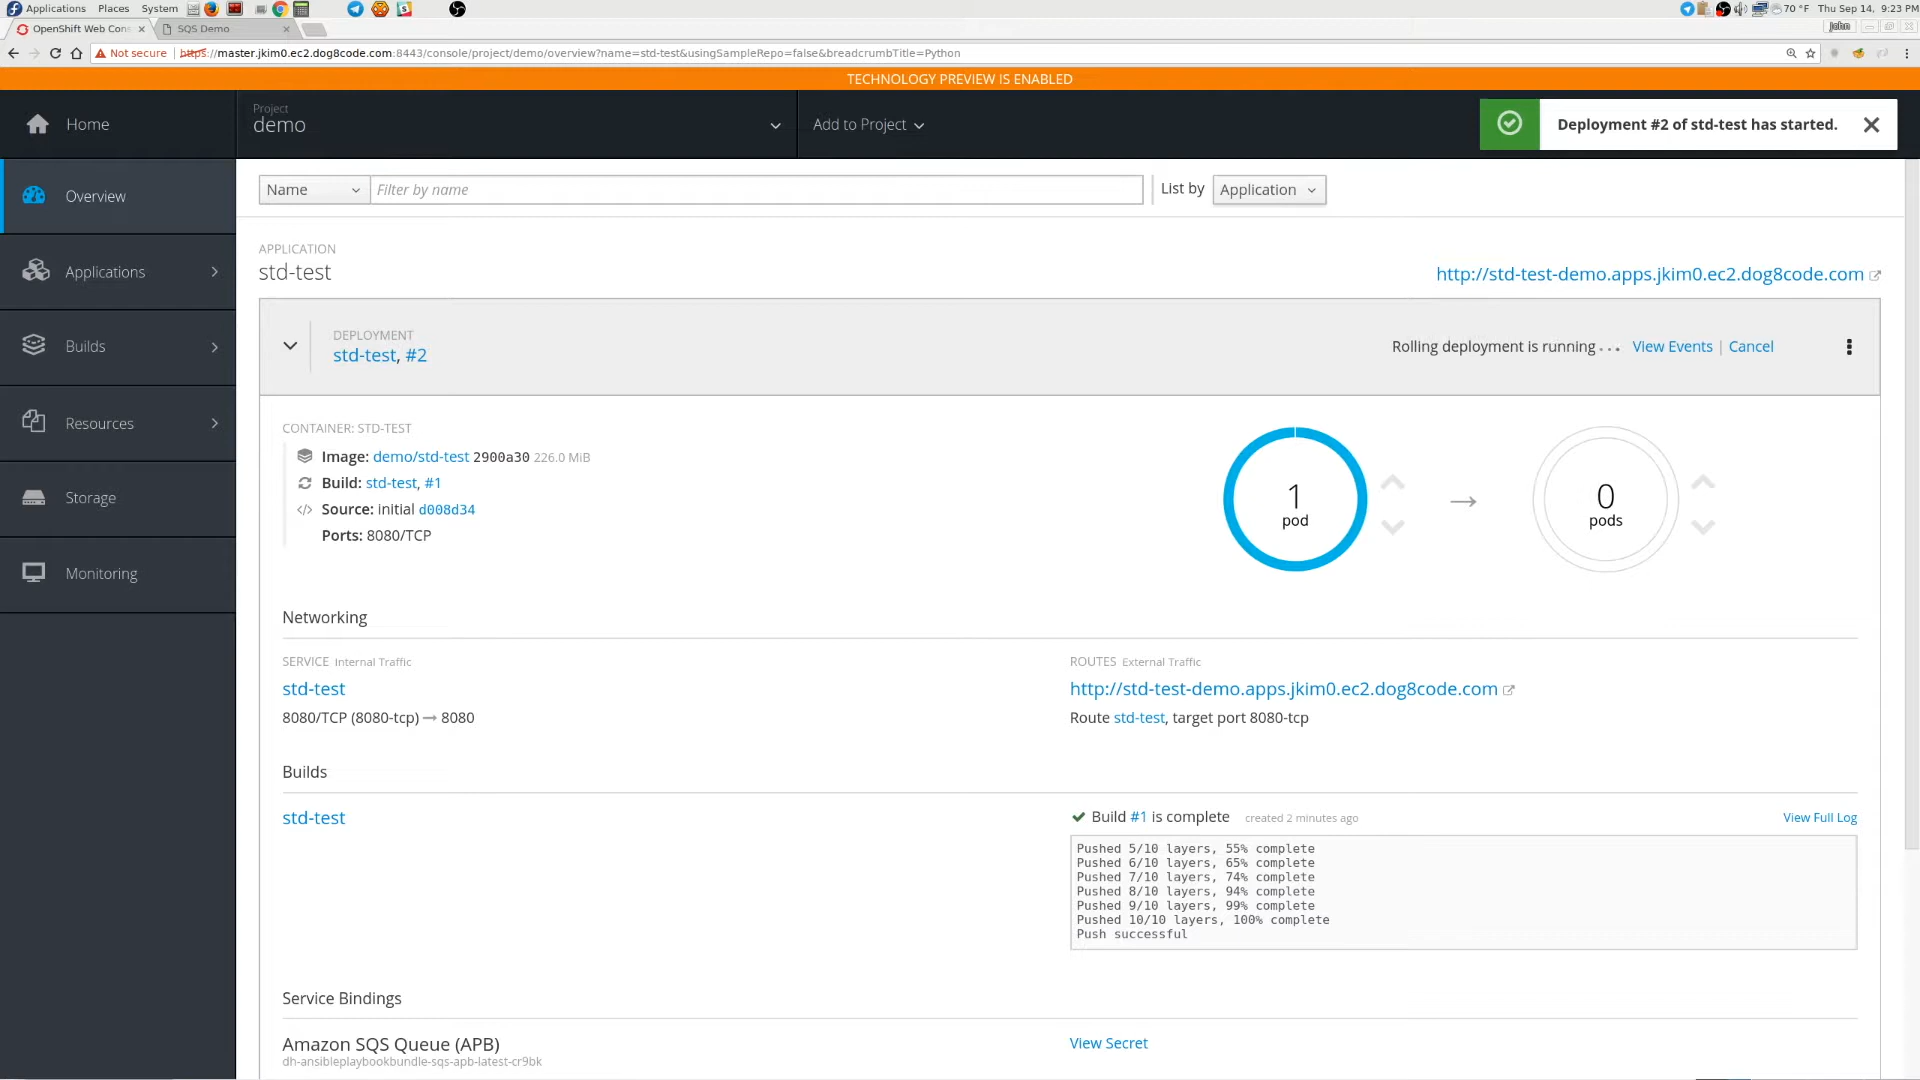 Applications Places System
70 °F Thu Sep 14, 9:23 PM
OpenShift Web Con
SQS Demo
john
Not secure https://master.jkim0.ec2.dog8code.com:8443/console/project/demo/overview?name=std-test&usingSampleRepo=false&breadcrumbTitle=Python
TECHNOLOGY PREVIEW IS ENABLED
Home
Project
demo
Add to Project
Deployment #2 of std-test has started.
Overview
Applications
Builds
Resources
Storage
Monitoring
Name
Filter by name
List by Application
APPLICATION
std-test
http://std-test-demo.apps.jkim0.ec2.dog8code.com
DEPLOYMENT
std-test, #2
Rolling deployment is running... View Events | Cancel
CONTAINER: STD-TEST
Image: demo/std-test 2900a30 226.0 MiB
Build: std-test, #1
Source: initial d008d34
Ports: 8080/TCP
1
pod
0
pods
Networking
SERVICE Internal Traffic
std-test
8080/TCP (8080-tcp) → 8080
ROUTES External Traffic
http://std-test-demo.apps.jkim0.ec2.dog8code.com
Route std-test, target port 8080-tcp
Builds
std-test
Build #1 is complete created 2 minutes ago
View Full Log
Pushed 5/10 layers, 55% complete
Pushed 6/10 layers, 65% complete
Pushed 7/10 layers, 74% complete
Pushed 8/10 layers, 94% complete
Pushed 9/10 layers, 99% complete
Pushed 10/10 layers, 100% complete
Push successful
Service Bindings
Amazon SQS Queue (APB)
dh-ansibleplaybookbundle-sqs-apb-latest-cr9bk
View Secret